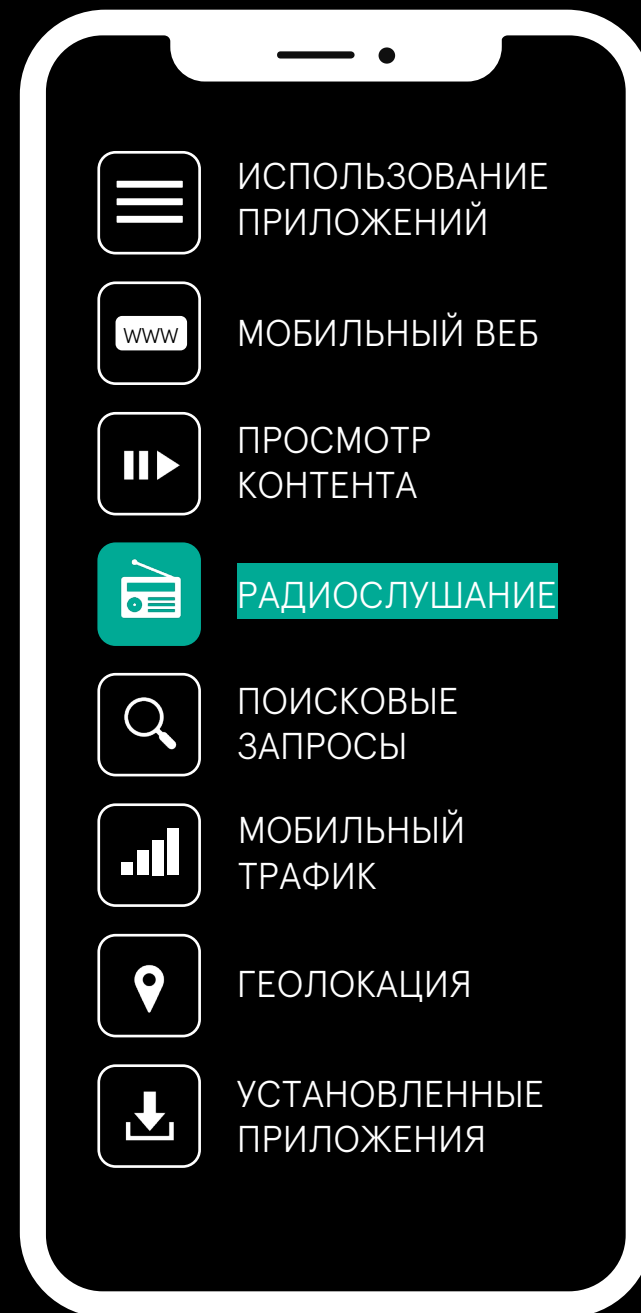 ИСПОЛЬЗОВАНИЕ
ПРИЛОЖЕНИЙ
www
МОБИЛЬНЫЙ ВЕБ
ПРОСМОТР
КОНТЕНТА
РАДИОСЛУШАНИЕ
ПОИСКОВЫЕ
ЗАПРОСЫ
МОБИЛЬНЫЙ
ТРАФИК
ГЕОЛОКАЦИЯ
УСТАНОВЛЕННЫЕ
ПРИЛОЖЕНИЯ